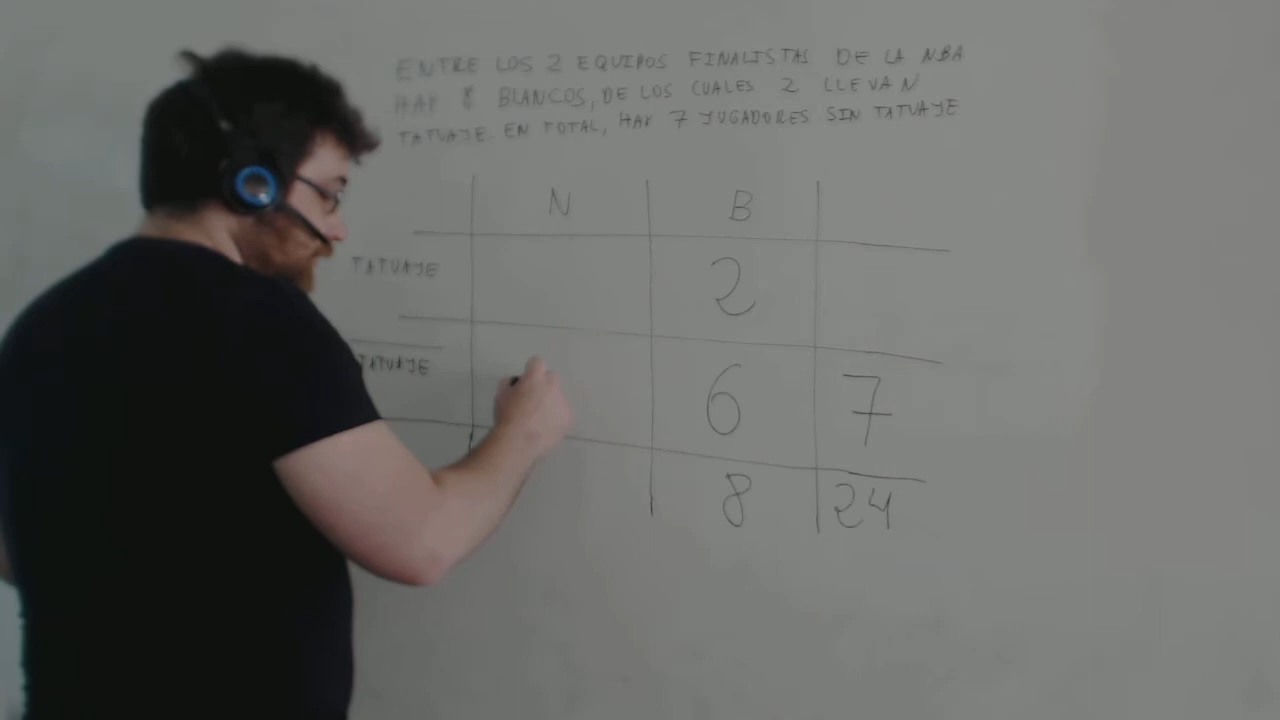 ENTRE LOS 2 EQUIPOS FINALISTAS DE LA NBA
HAY 8 BLANCOS, DE LOS CUALES 2 LLEVAN
TATUAJE. EN TOTAL, HAY 7 JUGADORES SIN TATUAJE
N B
TATUAJE 2
TATUAJE 6 7
8 24